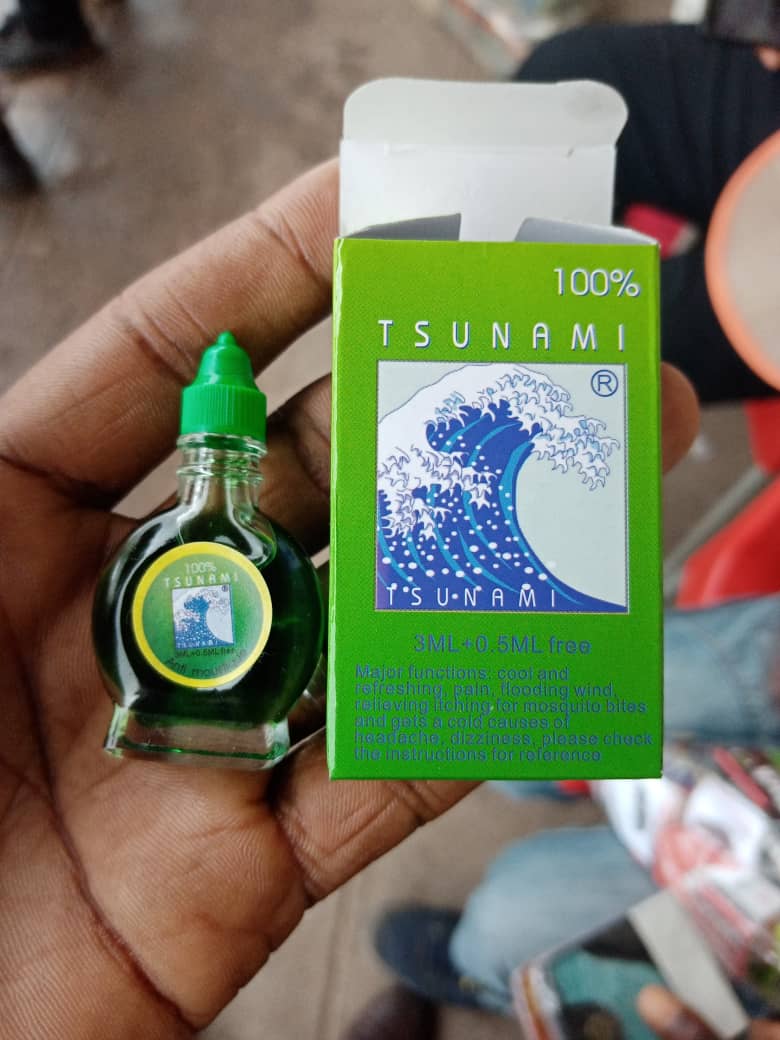 100%
TSUNAMI
®
TSUNAMI
3ML+0.5ML free
Major functions, cool and
refreshing, pain, flooding wind,
relieving itching for mosquito bites
and gets a cold causes of
headache, dizziness, please check
the instructions for reference
100%
TSUNAMI
®
TSUNAMI
3ML+0.5ML free
Anti